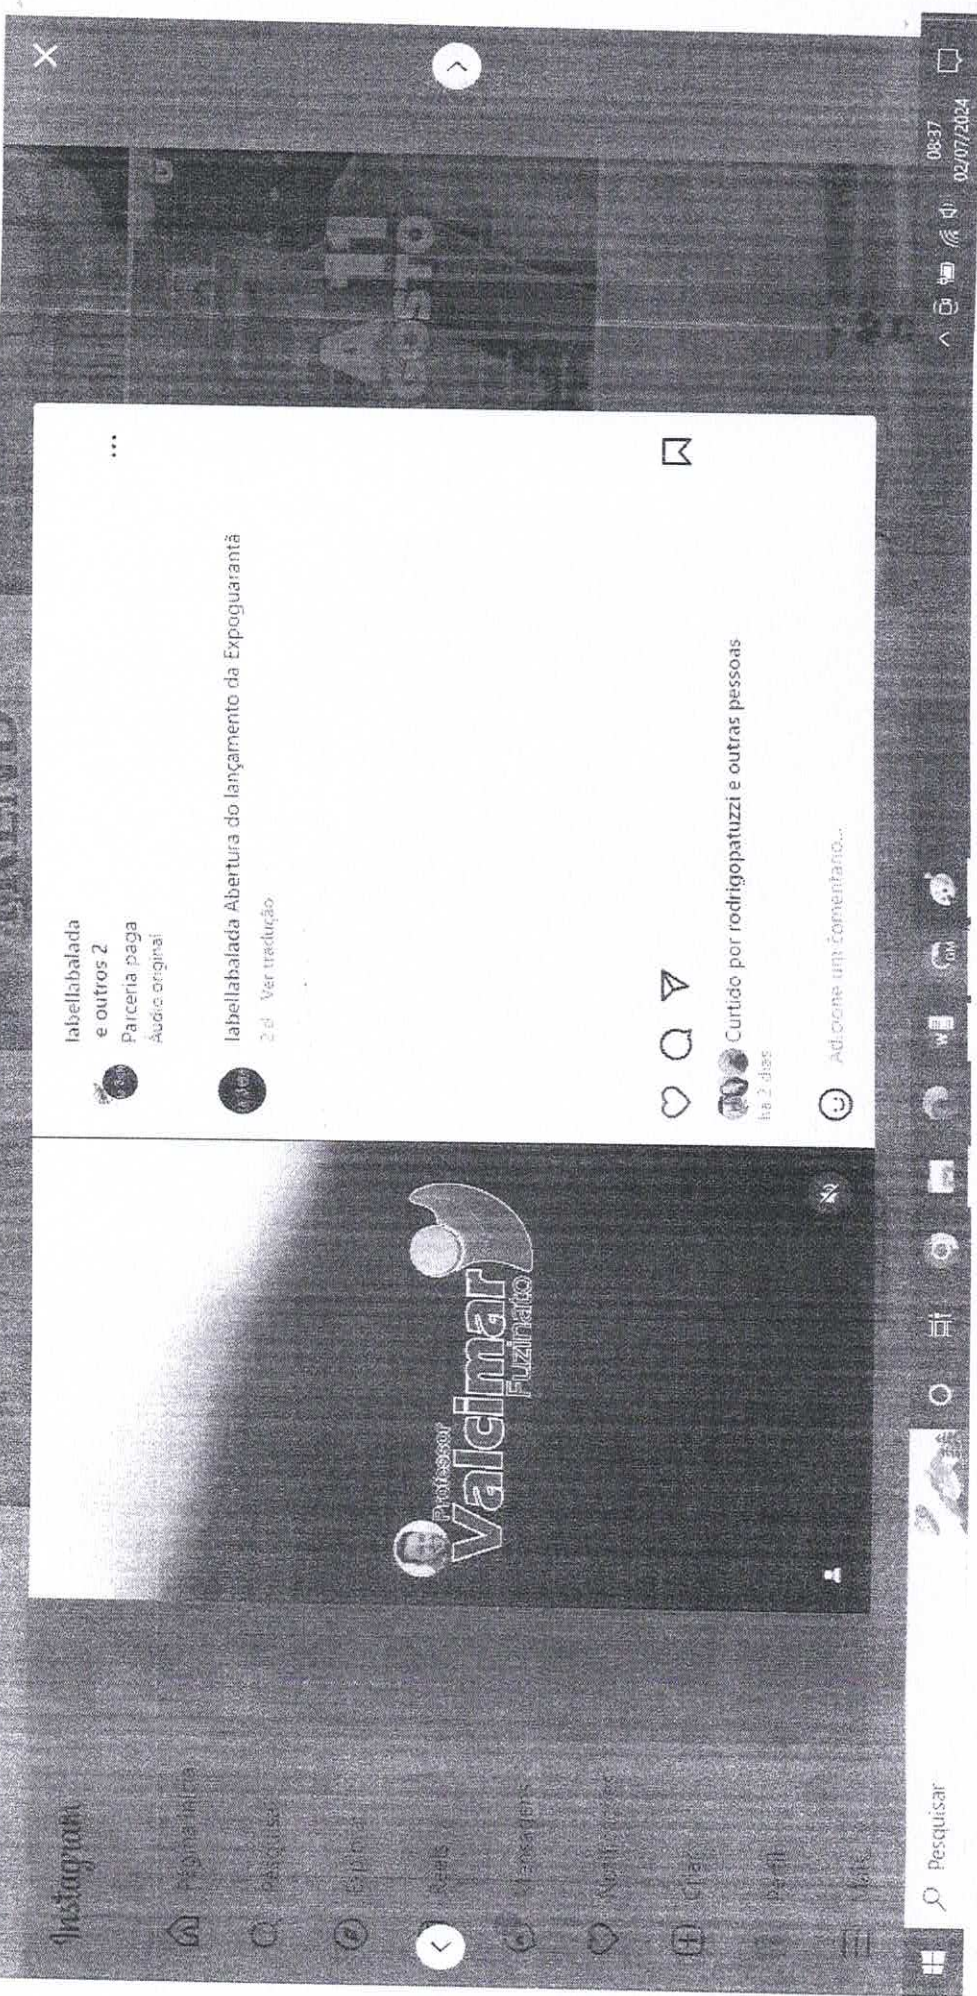 Instagram
Página inicial
Pesquisa
Explorar
Reels
Mensagens
Notificações
Criar
Perfil
Mais
Professor
Valcimar
Fuzinato
labellabalada
e outros 2
Parceria paga
Áudio original
...
labellabalada Abertura do lançamento da Expoguarantã
2 d Ver tradução
Curtido por rodrigopatuzzi e outras pessoas
há 2 dias
Adicione um comentário...
11
A
GOSTO
Pesquisar
08:37
02/07/2024